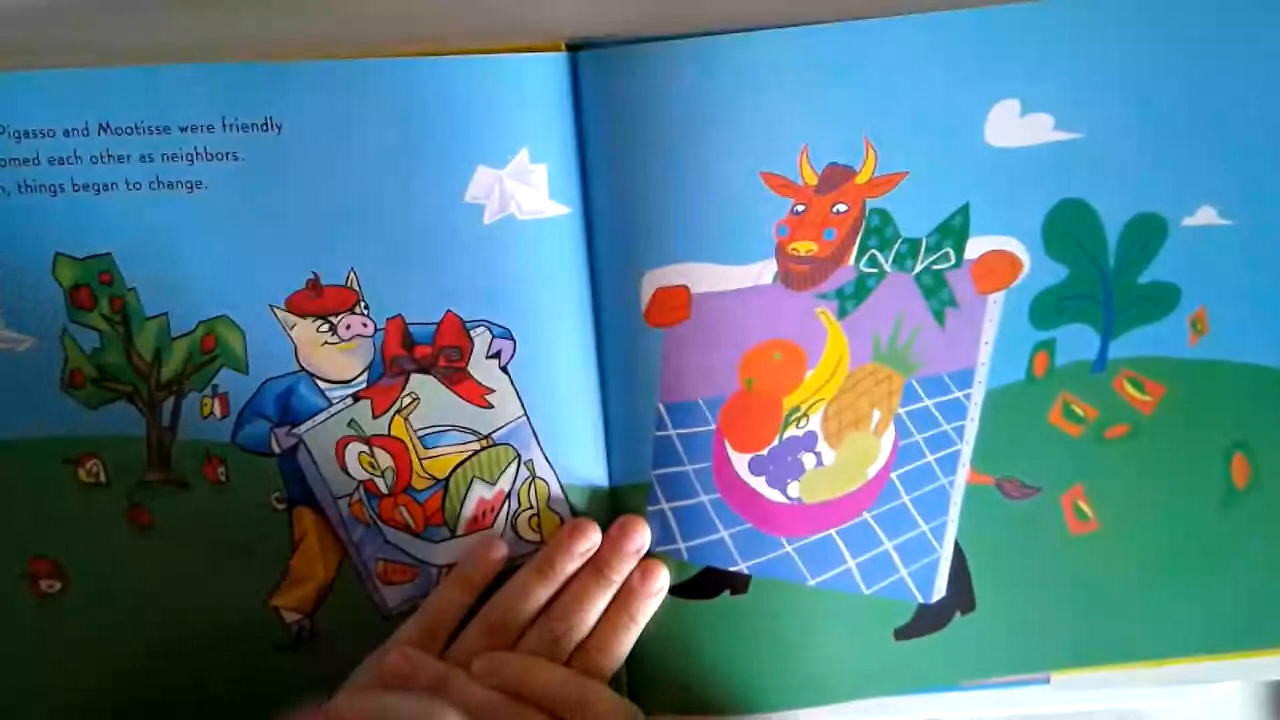 Pigasso and Mootisse were friendly
omed each other as neighbors.
, things began to change.